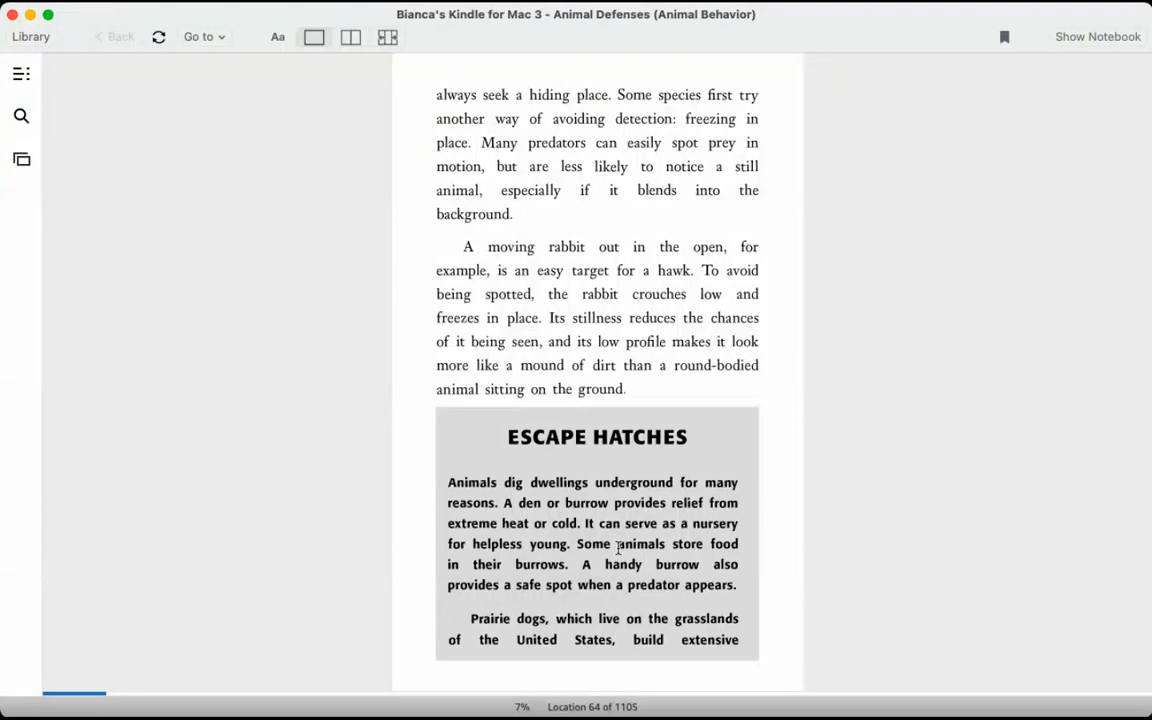 Bianca's Kindle for Mac 3 - Animal Defenses (Animal Behavior)
Library
Back
Go to
Aa
Show Notebook
always seek a hiding place. Some species first try
another way of avoiding detection: freezing in
place. Many predators can easily spot prey in
motion, but are less likely to notice a still
animal, especially if it blends into the
background.
A moving rabbit out in the open, for
example, is an easy target for a hawk. To avoid
being spotted, the rabbit crouches low and
freezes in place. Its stillness reduces the chances
of it being seen, and its low profile makes it look
more like a mound of dirt than a round-bodied
animal sitting on the ground.
ESCAPE HATCHES
Animals dig dwellings underground for many
reasons. A den or burrow provides relief from
extreme heat or cold. It can serve as a nursery
for helpless young. Some animals store food
in their burrows. A handy burrow also
provides a safe spot when a predator appears.
Prairie dogs, which live on the grasslands
of the United States, build extensive
7% Location 64 of 1105